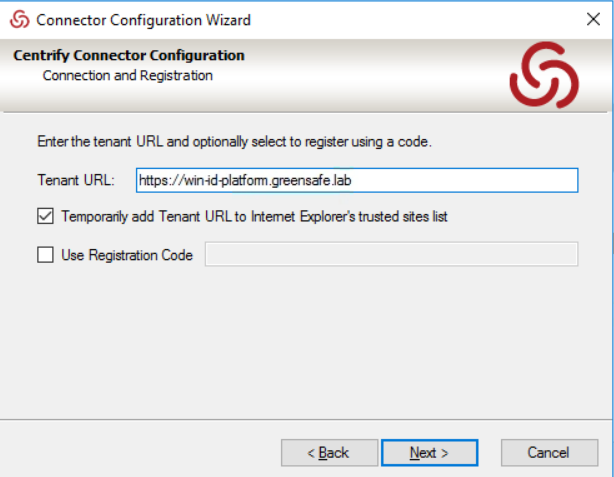 Connector Configuration Wizard
Centrify Connector Configuration
Connection and Registration
Enter the tenant URL and optionally select to register using a code.
Tenant URL: https://win-id-platform.greensafe.lab
Temporarily add Tenant URL to Internet Explorer's trusted sites list
Use Registration Code
< Back Next > Cancel